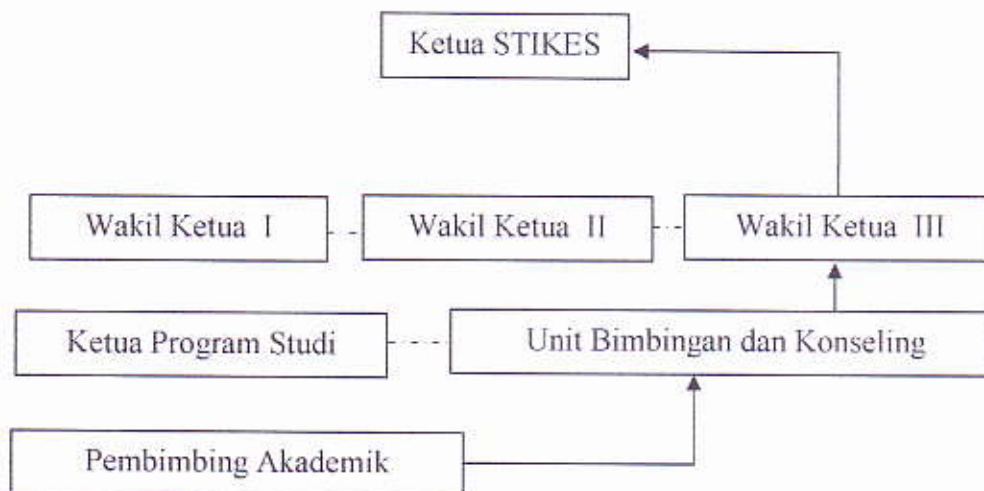 Ketua STIKES
Wakil Ketua I
Wakil Ketua II
Wakil Ketua III
Ketua Program Studi
Unit Bimbingan dan Konseling
Pembimbing Akademik